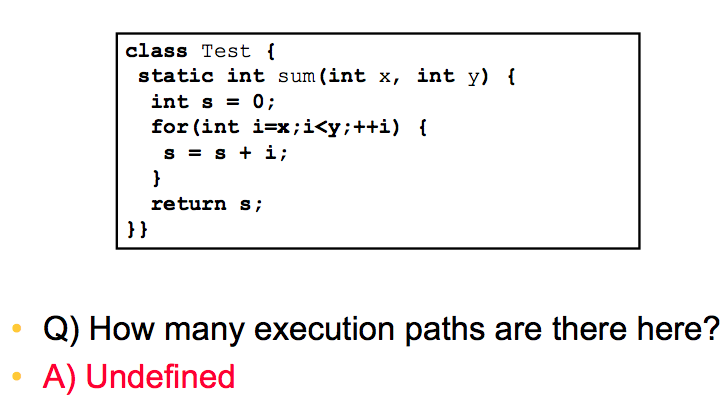 class Test {
static int sum(int x, int y) {
int s = 0;
for(int i=x;i<y;++i) {
s = s + i;
}
return s;
}}
• Q) How many execution paths are there here?
• A) Undefined